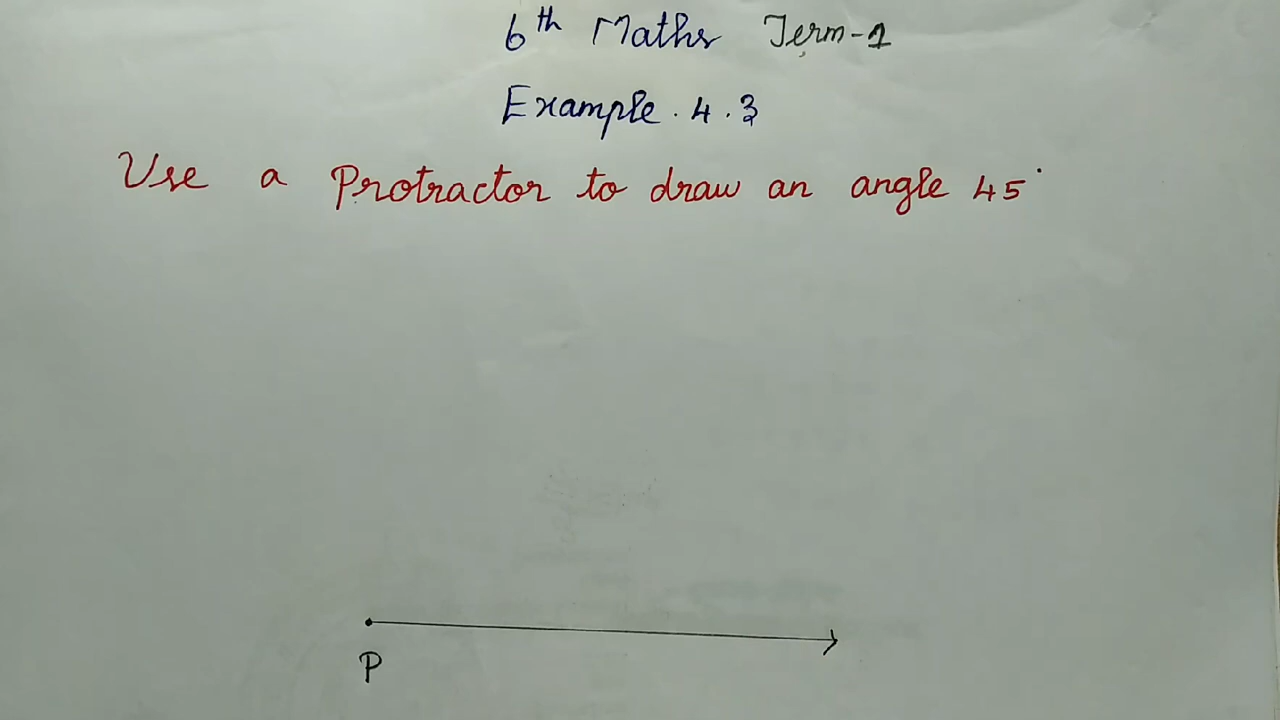 6th Maths Term-1
Example. 4.3
Use a Protractor to draw an angle 45°
P